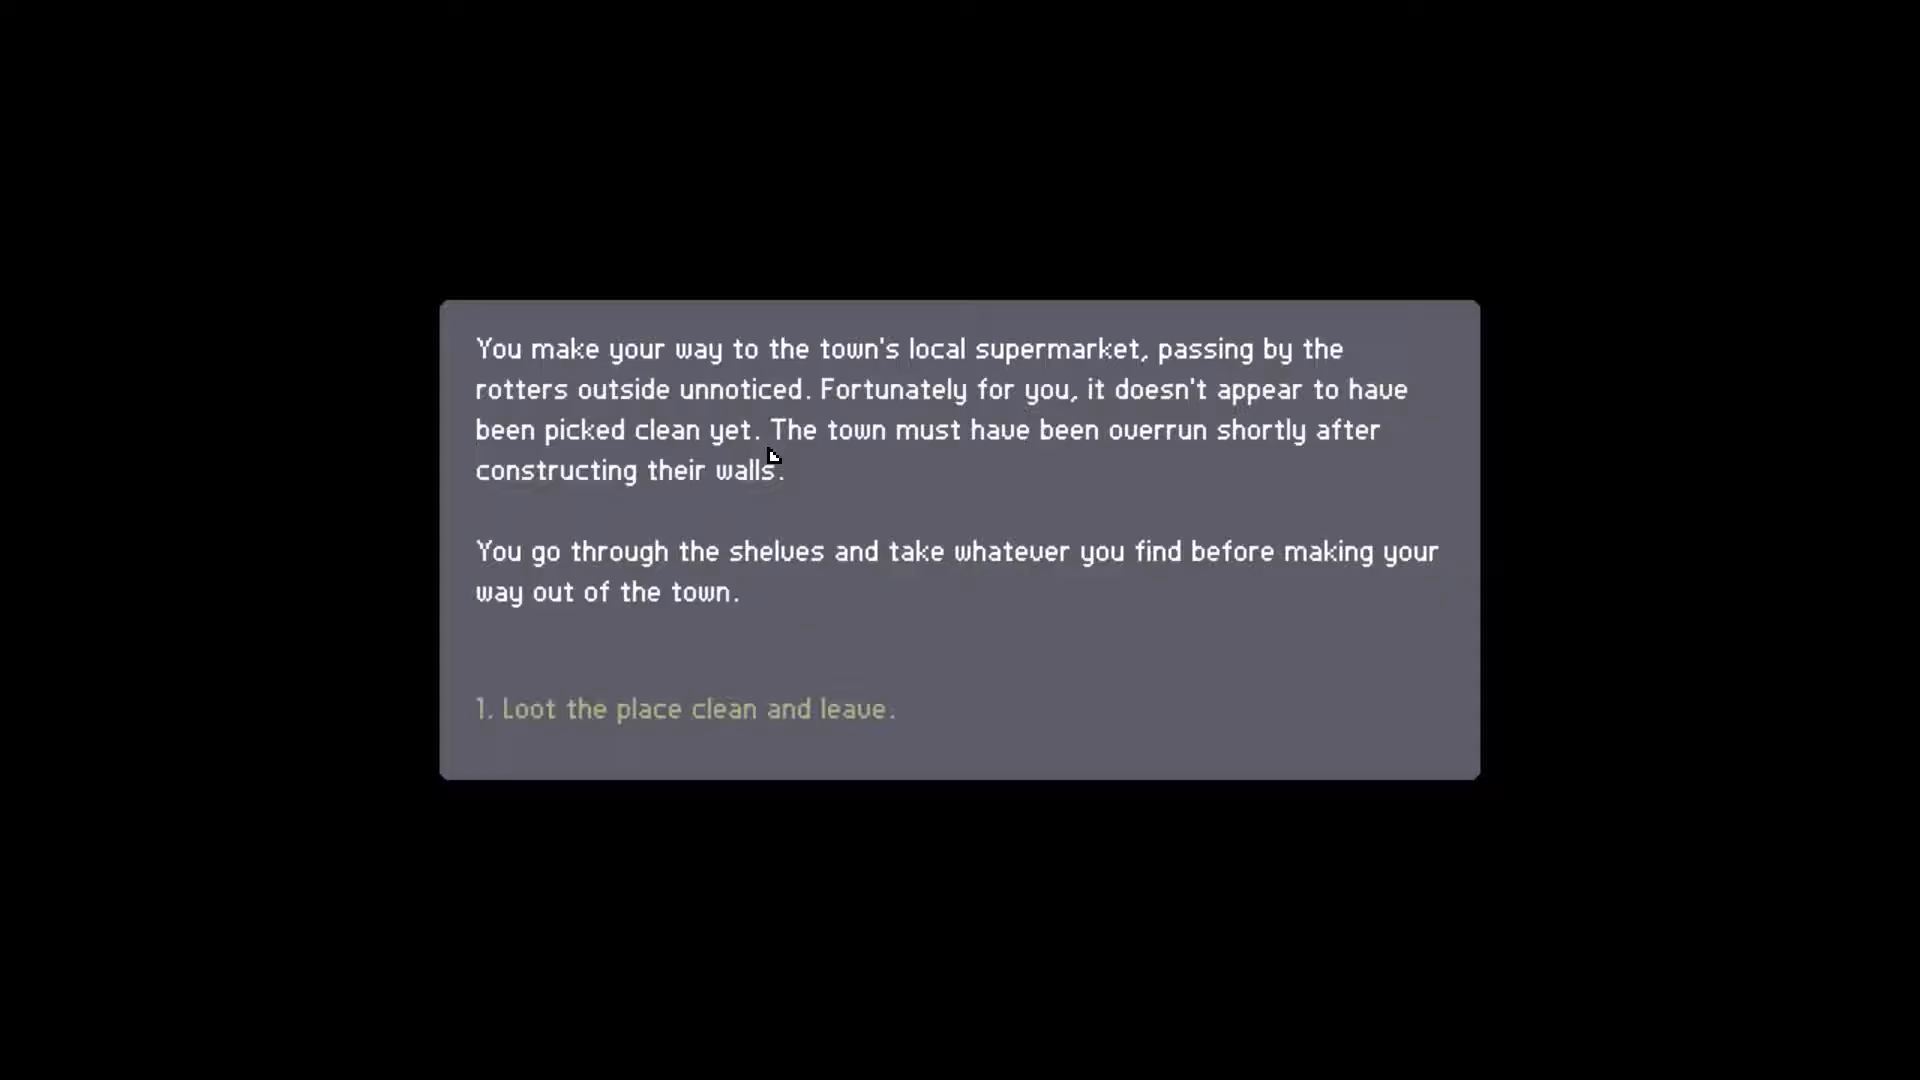 You make your way to the town's local supermarket, passing by the
rotters outside unnoticed. Fortunately for you, it doesn't appear to have
been picked clean yet. The town must have been overrun shortly after
constructing their walls.
You go through the shelves and take whatever you find before making your
way out of the town.
1. Loot the place clean and leave.